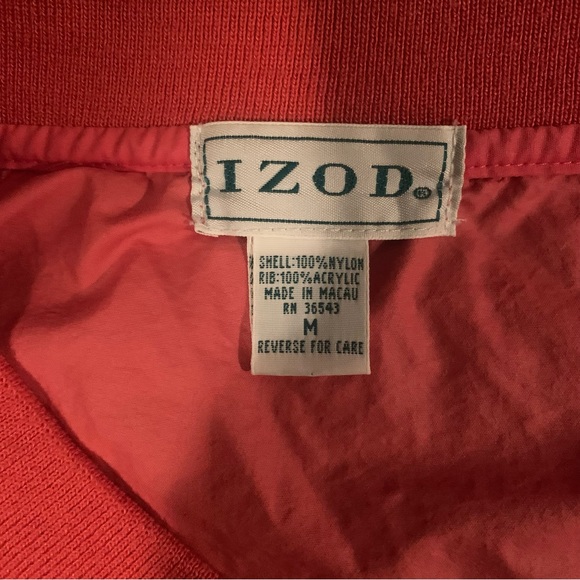 IZOD®
SHELL:100%NYLON
RIB:100%ACRYLIC
MADE IN MACAU
RN 36543
M
REVERSE FOR CARE